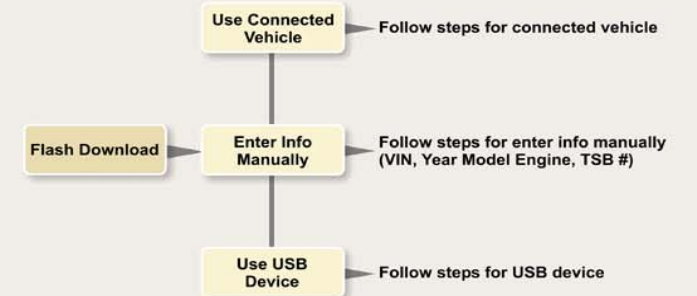 Use Connected
Vehicle
Follow steps for connected vehicle
Flash Download
Enter Info
Manually
Follow steps for enter info manually
(VIN, Year Model Engine, TSB #)
Use USB
Device
Follow steps for USB device